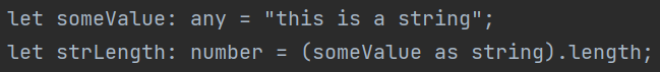 let someValue: any = "this is a string";
let strLength: number = (someValue as string).length;